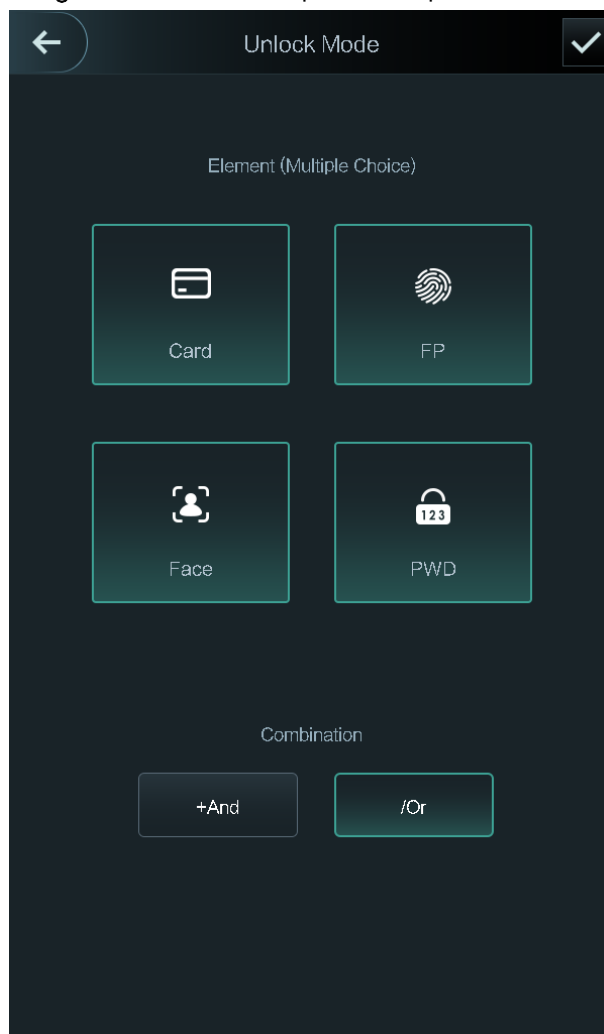 Unlock Mode
Element (Multiple Choice)
Card
FP
Face
123
PWD
Combination
+And
/Or